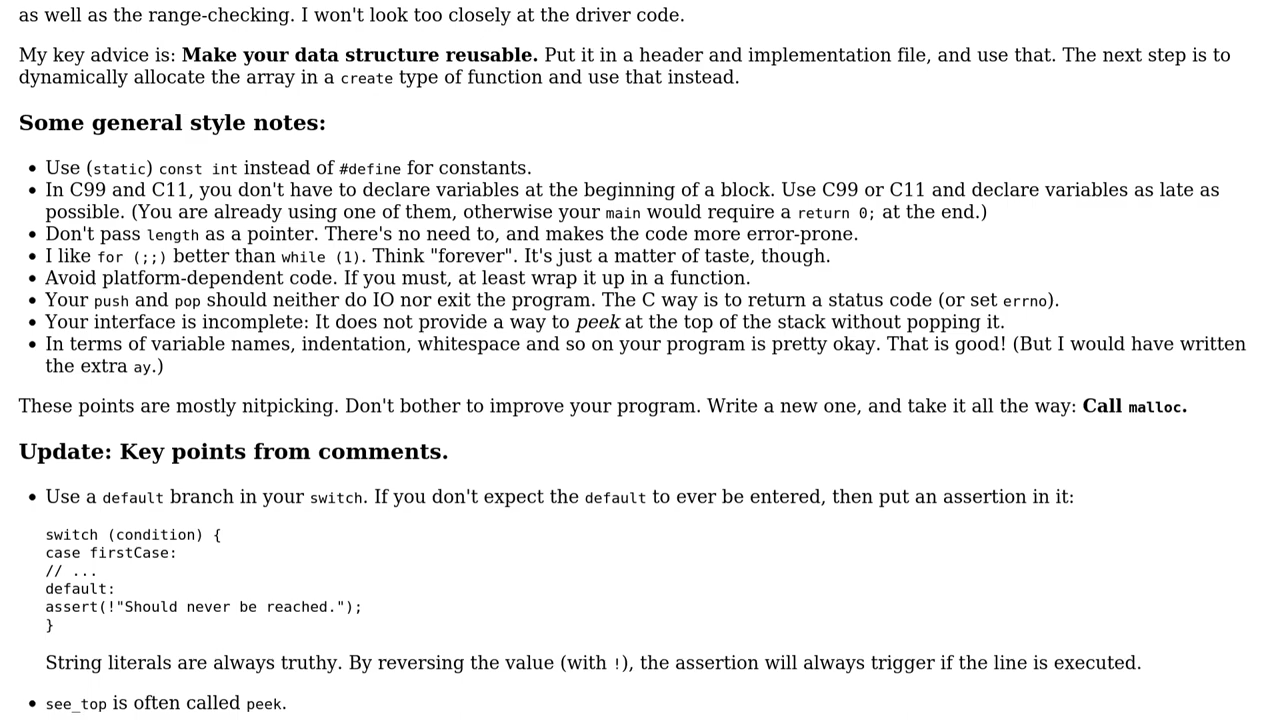 as well as the range-checking. I won't look too closely at the driver code.
My key advice is: Make your data structure reusable. Put it in a header and implementation file, and use that. The next step is to
dynamically allocate the array in a create type of function and use that instead.
Some general style notes:
• Use (static) const int instead of #define for constants.
• In C99 and C11, you don't have to declare variables at the beginning of a block. Use C99 or C11 and declare variables as late as
possible. (You are already using one of them, otherwise your main would require a return 0; at the end.)
• Don't pass length as a pointer. There's no need to, and makes the code more error-prone.
• I like for (;;) better than while (1). Think "forever". It's just a matter of taste, though.
• Avoid platform-dependent code. If you must, at least wrap it up in a function.
• Your push and pop should neither do IO nor exit the program. The C way is to return a status code (or set errno).
• Your interface is incomplete: It does not provide a way to peek at the top of the stack without popping it.
• In terms of variable names, indentation, whitespace and so on your program is pretty okay. That is good! (But I would have written
the extra ay.)
These points are mostly nitpicking. Don't bother to improve your program. Write a new one, and take it all the way: Call malloc.
Update: Key points from comments.
• Use a default branch in your switch. If you don't expect the default to ever be entered, then put an assertion in it:
switch (condition) {
case firstCase:
// ...
default:
assert(!"Should never be reached.");
}
String literals are always truthy. By reversing the value (with !), the assertion will always trigger if the line is executed.
• see_top is often called peek.